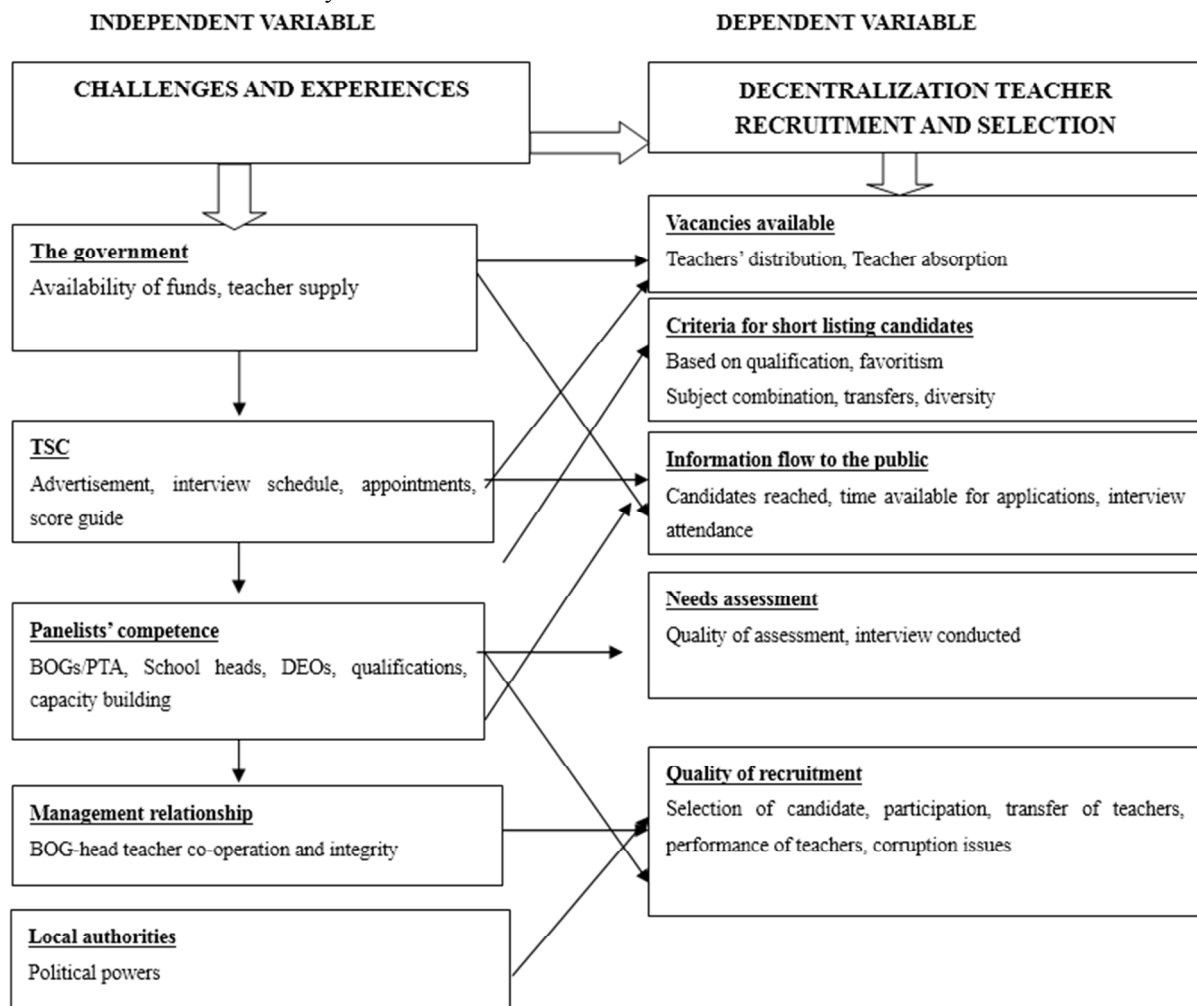 INDEPENDENT VARIABLE
DEPENDENT VARIABLE
CHALLENGES AND EXPERIENCES
DECENTRALIZATION TEACHER
RECRUITMENT AND SELECTION
The government
Availability of funds, teacher supply
TSC
Advertisement, interview schedule, appointments,
score guide
Panelists’ competence
BOGs/PTA, School heads, DEOs, qualifications,
capacity building
Management relationship
BOG-head teacher co-operation and integrity
Local authorities
Political powers
Vacancies available
Teachers’ distribution, Teacher absorption
Criteria for short listing candidates
Based on qualification, favoritism
Subject combination, transfers, diversity
Information flow to the public
Candidates reached, time available for applications, interview
attendance
Needs assessment
Quality of assessment, interview conducted
Quality of recruitment
Selection of candidate, participation, transfer of teachers,
performance of teachers, corruption issues